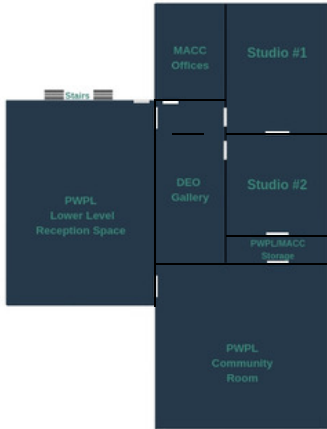 MACC
Offices
Studio #1
Stairs
PWPL
Lower Level
Reception Space
DEO
Gallery
Studio #2
PWPL/MACC
Storage
PWPL
Community
Room